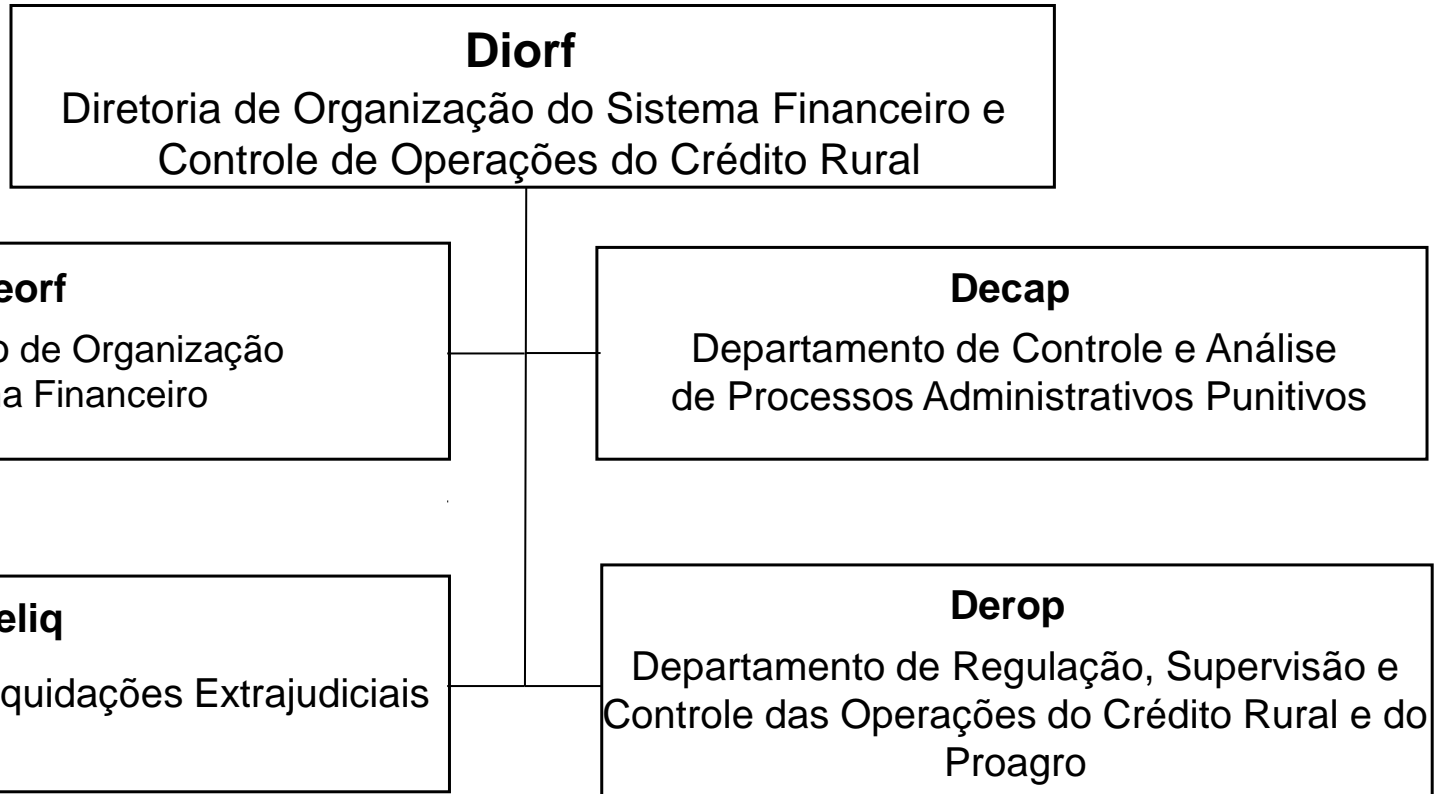 Diorf
Diretoria de Organização do Sistema Financeiro e
Controle de Operações do Crédito Rural
eorf
o de Organização
a Financeiro
Decap
Departamento de Controle e Análise
de Processos Administrativos Punitivos
eliq
quidações Extrajudiciais
Derop
Departamento de Regulação, Supervisão e
Controle das Operações do Crédito Rural e do
Proagro